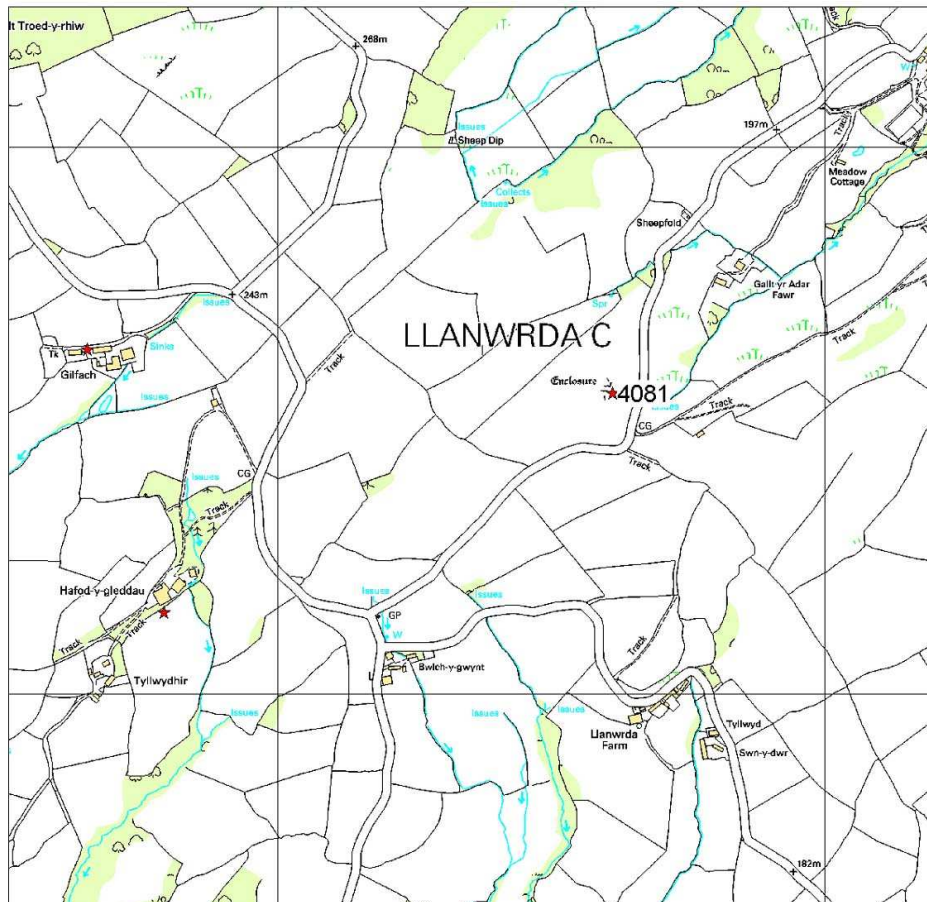 lt Troed-y-rhiw
268m
197m
Issues
Sheep Dip
Collects
Issues
Meadow
Cottage
Sheepfold
Gallt-yr Adar
Fawr
Spr
243m
Issues
LLANWRDA C
Tk
Gilfach
Sinks
Issues
Track
Enclosure
4081
Track
CG
Track
CG
Issues
Track
Hafod-y-gleddau
Track
Track
Tyllwydhir
Issues
GP
W
Issues
Bwlch-y-gwynt
L
Track
Issues
Issues
Issues
Llanwrda
Farm
Tyllwyd
Swn-y-dwr
182m